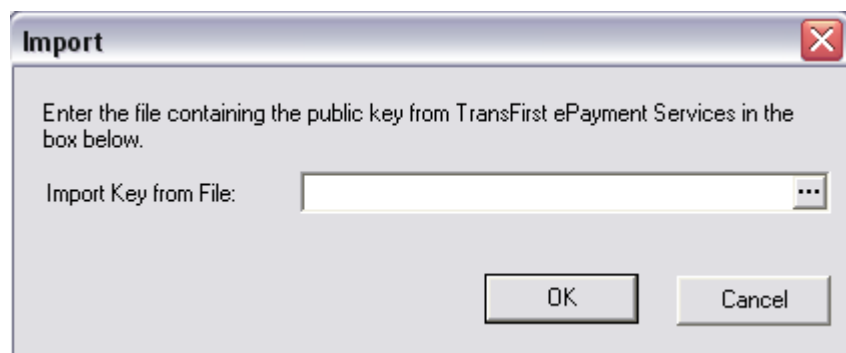 Import
Enter the file containing the public key from TransFirst ePayment Services in the
box below.
Import Key from File:
...
OK
Cancel